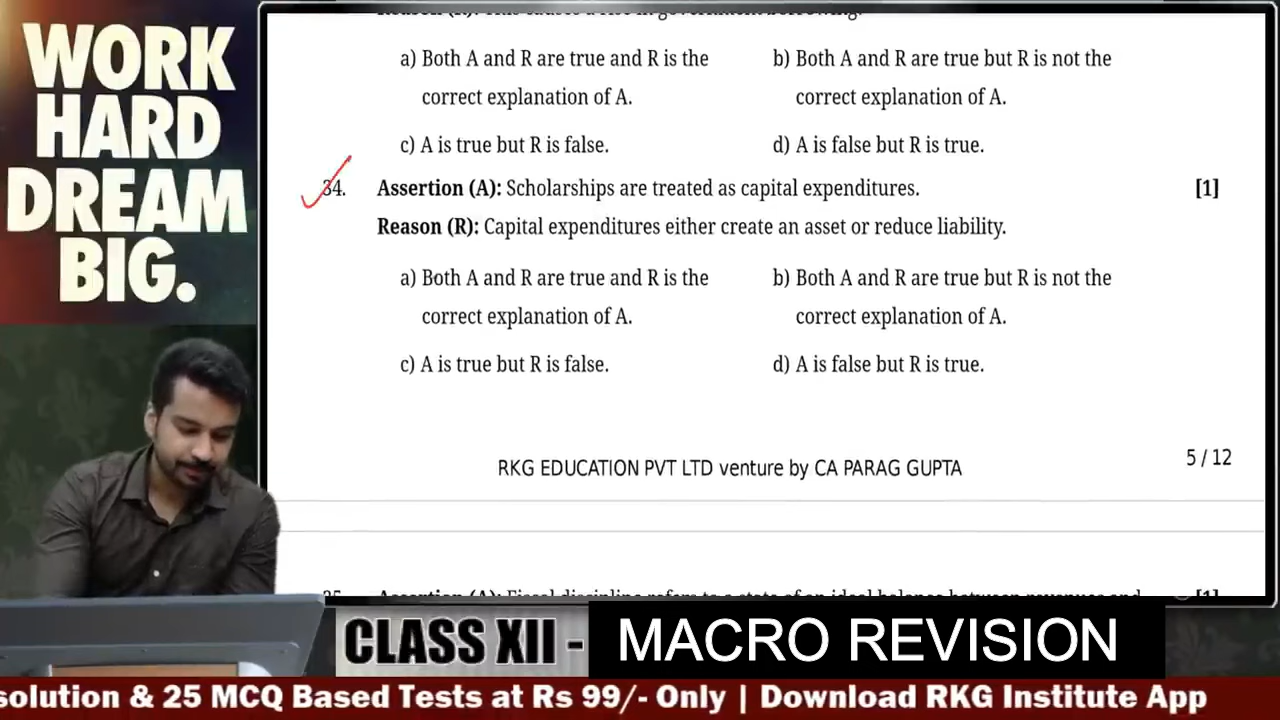 WORK
HARD
DREAM
BIG.
a) Both A and R are true and R is the
correct explanation of A.
b) Both A and R are true but R is not the
correct explanation of A.
c) A is true but R is false.
d) A is false but R is true.
34. Assertion (A): Scholarships are treated as capital expenditures. [1]
Reason (R): Capital expenditures either create an asset or reduce liability.
a) Both A and R are true and R is the
correct explanation of A.
b) Both A and R are true but R is not the
correct explanation of A.
c) A is true but R is false.
d) A is false but R is true.
RKG EDUCATION PVT LTD venture by CA PARAG GUPTA
5 / 12
CLASS XII - MACRO REVISION
solution & 25 MCQ Based Tests at Rs 99/- Only | Download RKG Institute App